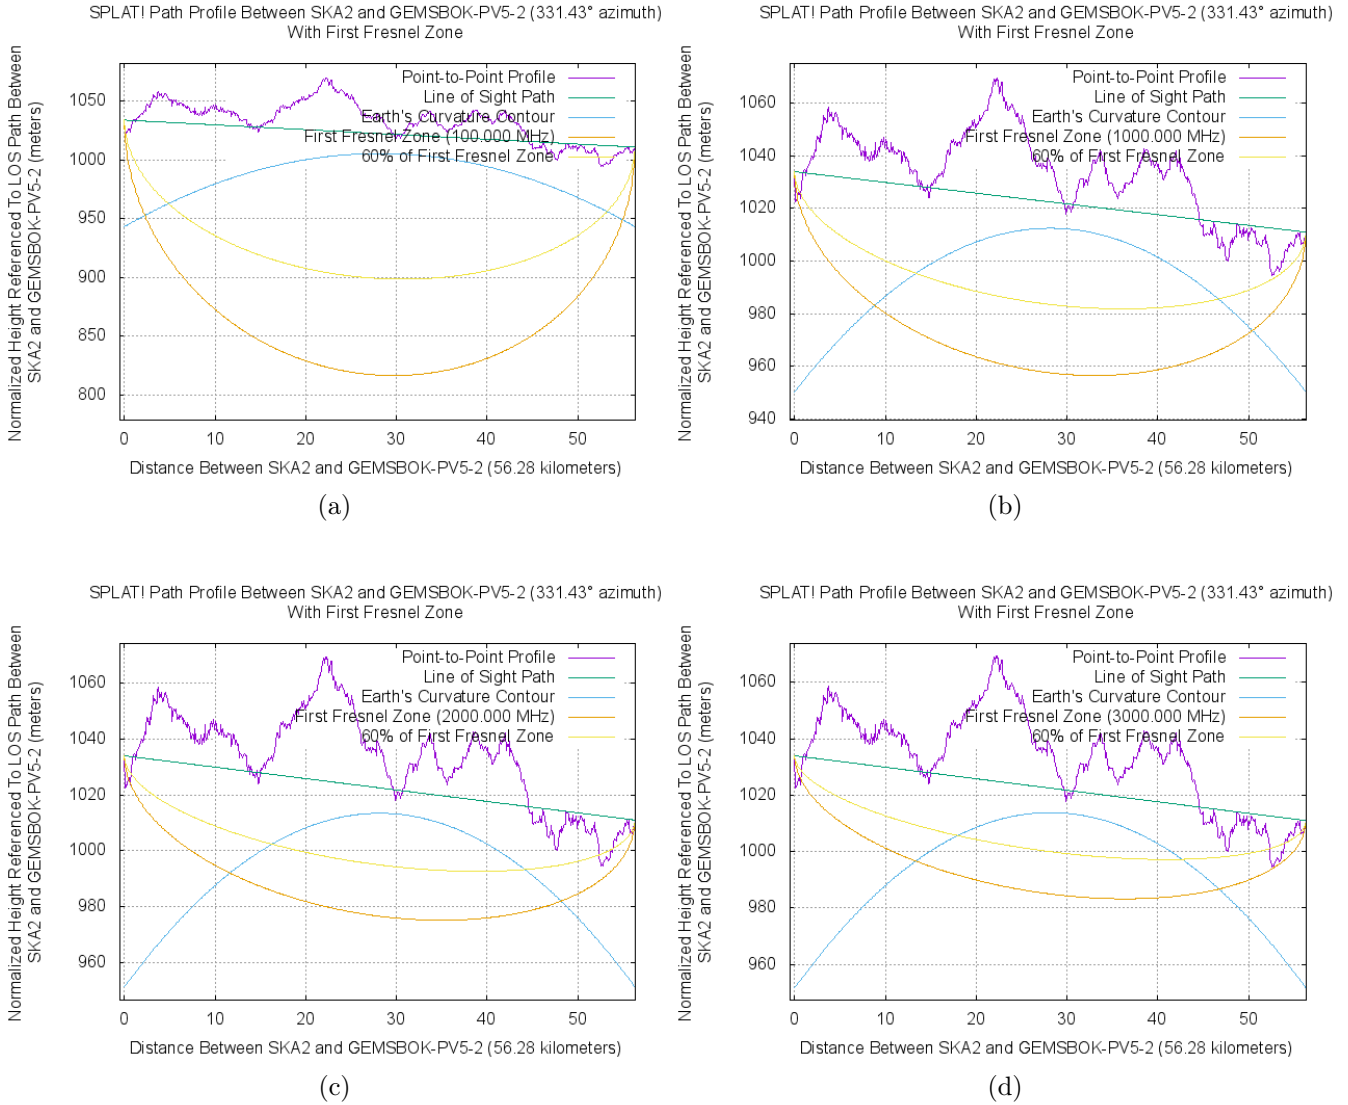 SPLAT! Path Profile Between SKA2 and GEMSBOK-PV5-2 (331.43° azimuth)
With First Fresnel Zone
Normalized Height Referenced To LOS Path Between
SKA2 and GEMSBOK-PV5-2 (meters)
1050
1000
950
900
850
800
Point-to-Point Profile
Line of Sight Path
Earth's Curvature Contour
First Fresnel Zone (100.000 MHz)
60% of First Fresnel Zone
0 10 20 30 40 50
Distance Between SKA2 and GEMSBOK-PV5-2 (56.28 kilometers)
(a)
SPLAT! Path Profile Between SKA2 and GEMSBOK-PV5-2 (331.43° azimuth)
With First Fresnel Zone
Normalized Height Referenced To LOS Path Between
SKA2 and GEMSBOK-PV5-2 (meters)
1060
1040
1020
1000
980
960
940
Point-to-Point Profile
Line of Sight Path
Earth's Curvature Contour
First Fresnel Zone (1000.000 MHz)
60% of First Fresnel Zone
0 10 20 30 40 50
Distance Between SKA2 and GEMSBOK-PV5-2 (56.28 kilometers)
(b)
SPLAT! Path Profile Between SKA2 and GEMSBOK-PV5-2 (331.43° azimuth)
With First Fresnel Zone
Normalized Height Referenced To LOS Path Between
SKA2 and GEMSBOK-PV5-2 (meters)
1060
1040
1020
1000
980
960
Point-to-Point Profile
Line of Sight Path
Earth's Curvature Contour
First Fresnel Zone (2000.000 MHz)
60% of First Fresnel Zone
0 10 20 30 40 50
Distance Between SKA2 and GEMSBOK-PV5-2 (56.28 kilometers)
(c)
SPLAT! Path Profile Between SKA2 and GEMSBOK-PV5-2 (331.43° azimuth)
With First Fresnel Zone
Normalized Height Referenced To LOS Path Between
SKA2 and GEMSBOK-PV5-2 (meters)
1060
1040
1020
1000
980
960
Point-to-Point Profile
Line of Sight Path
Earth's Curvature Contour
First Fresnel Zone (3000.000 MHz)
60% of First Fresnel Zone
0 10 20 30 40 50
Distance Between SKA2 and GEMSBOK-PV5-2 (56.28 kilometers)
(d)